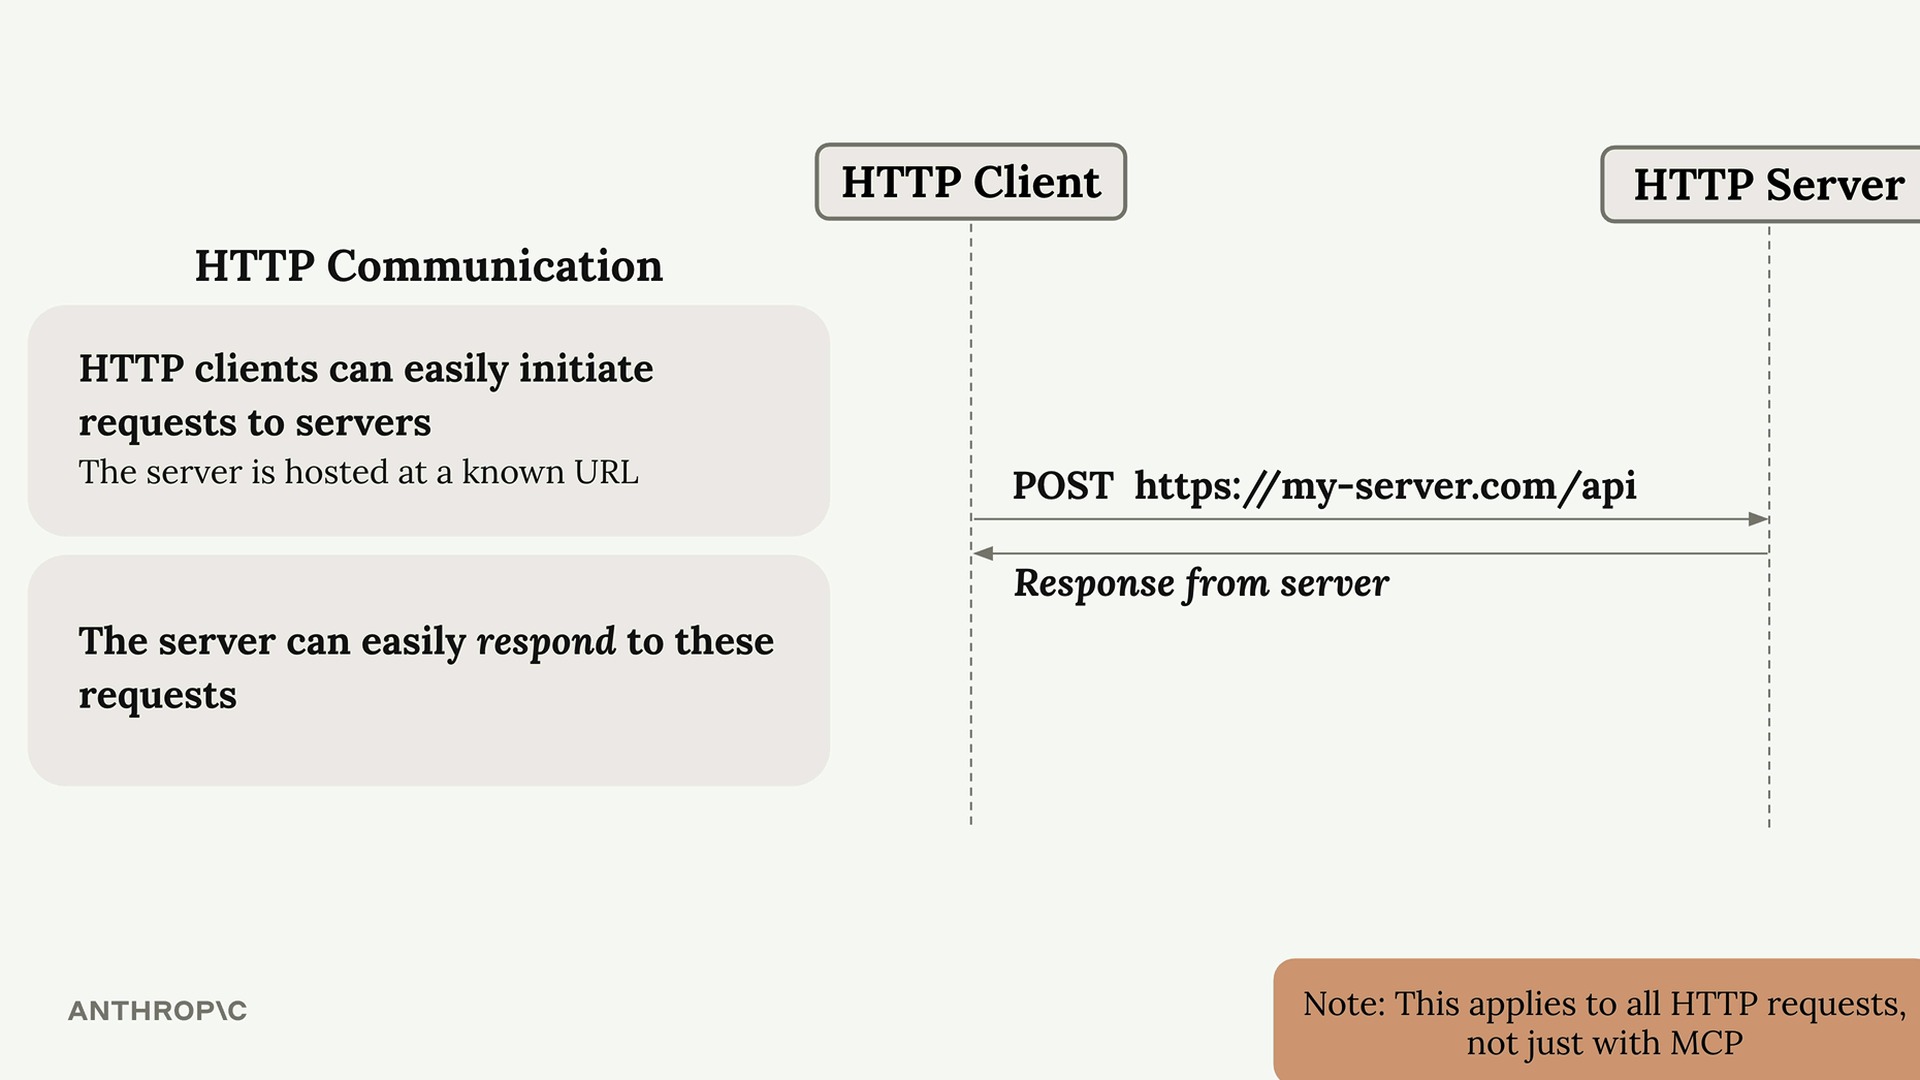 HTTP Client
HTTP Server
HTTP Communication
HTTP clients can easily initiate
requests to servers
The server is hosted at a known URL
POST https://my-server.com/api
Response from server
The server can easily respond to these
requests
ANTHROP\C
Note: This applies to all HTTP requests,
not just with MCP